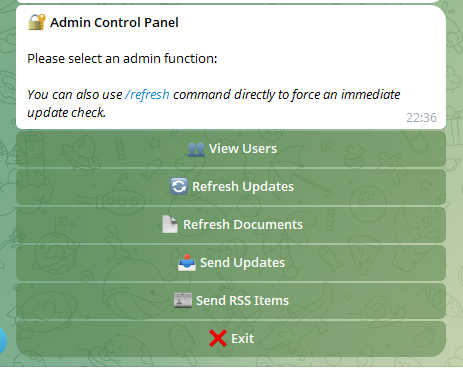 Admin Control Panel
Please select an admin function:
You can also use /refresh command directly to force an immediate
update check.
22:36
View Users
Refresh Updates
Refresh Documents
Send Updates
Send RSS Items
Exit